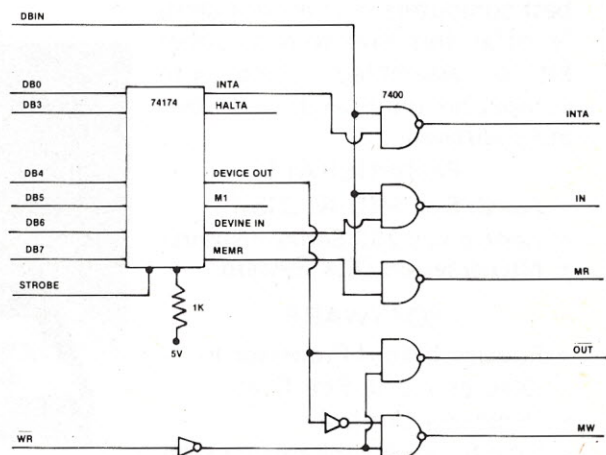 DBIN
DB0
INTA
7400
74174
DB3
HALTA
INTA
DB4
DEVICE OUT
DB5
M1
IN
DB6
DEVINE IN
DB7
MEMR
MR
STROBE
1K
5V
OUT
WR
MW